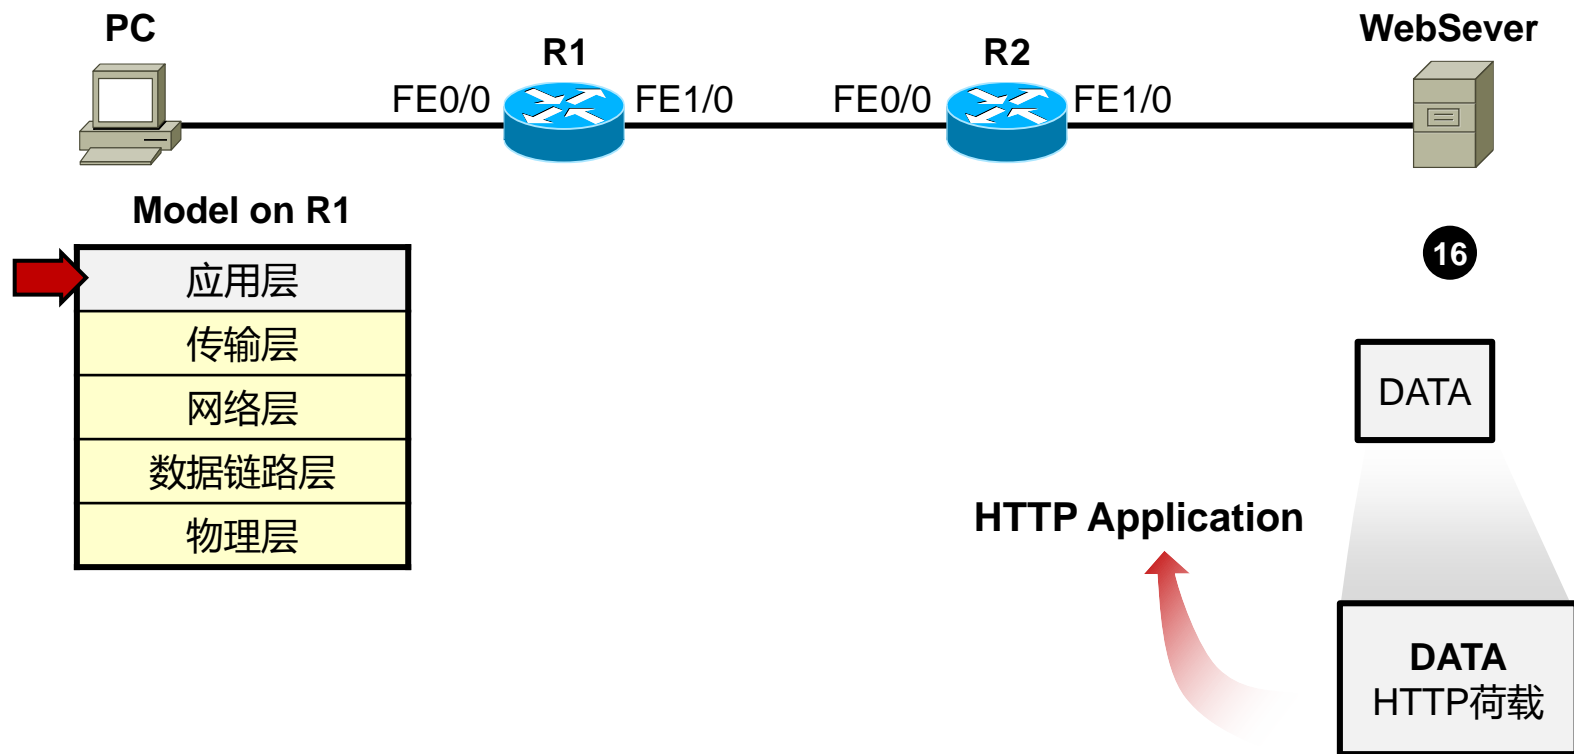 PC
R1
R2
WebSever
FE0/0
FE1/0
FE0/0
FE1/0
Model on R1
应用层
传输层
网络层
数据链路层
物理层
16
DATA
HTTP Application
DATA
HTTP荷载